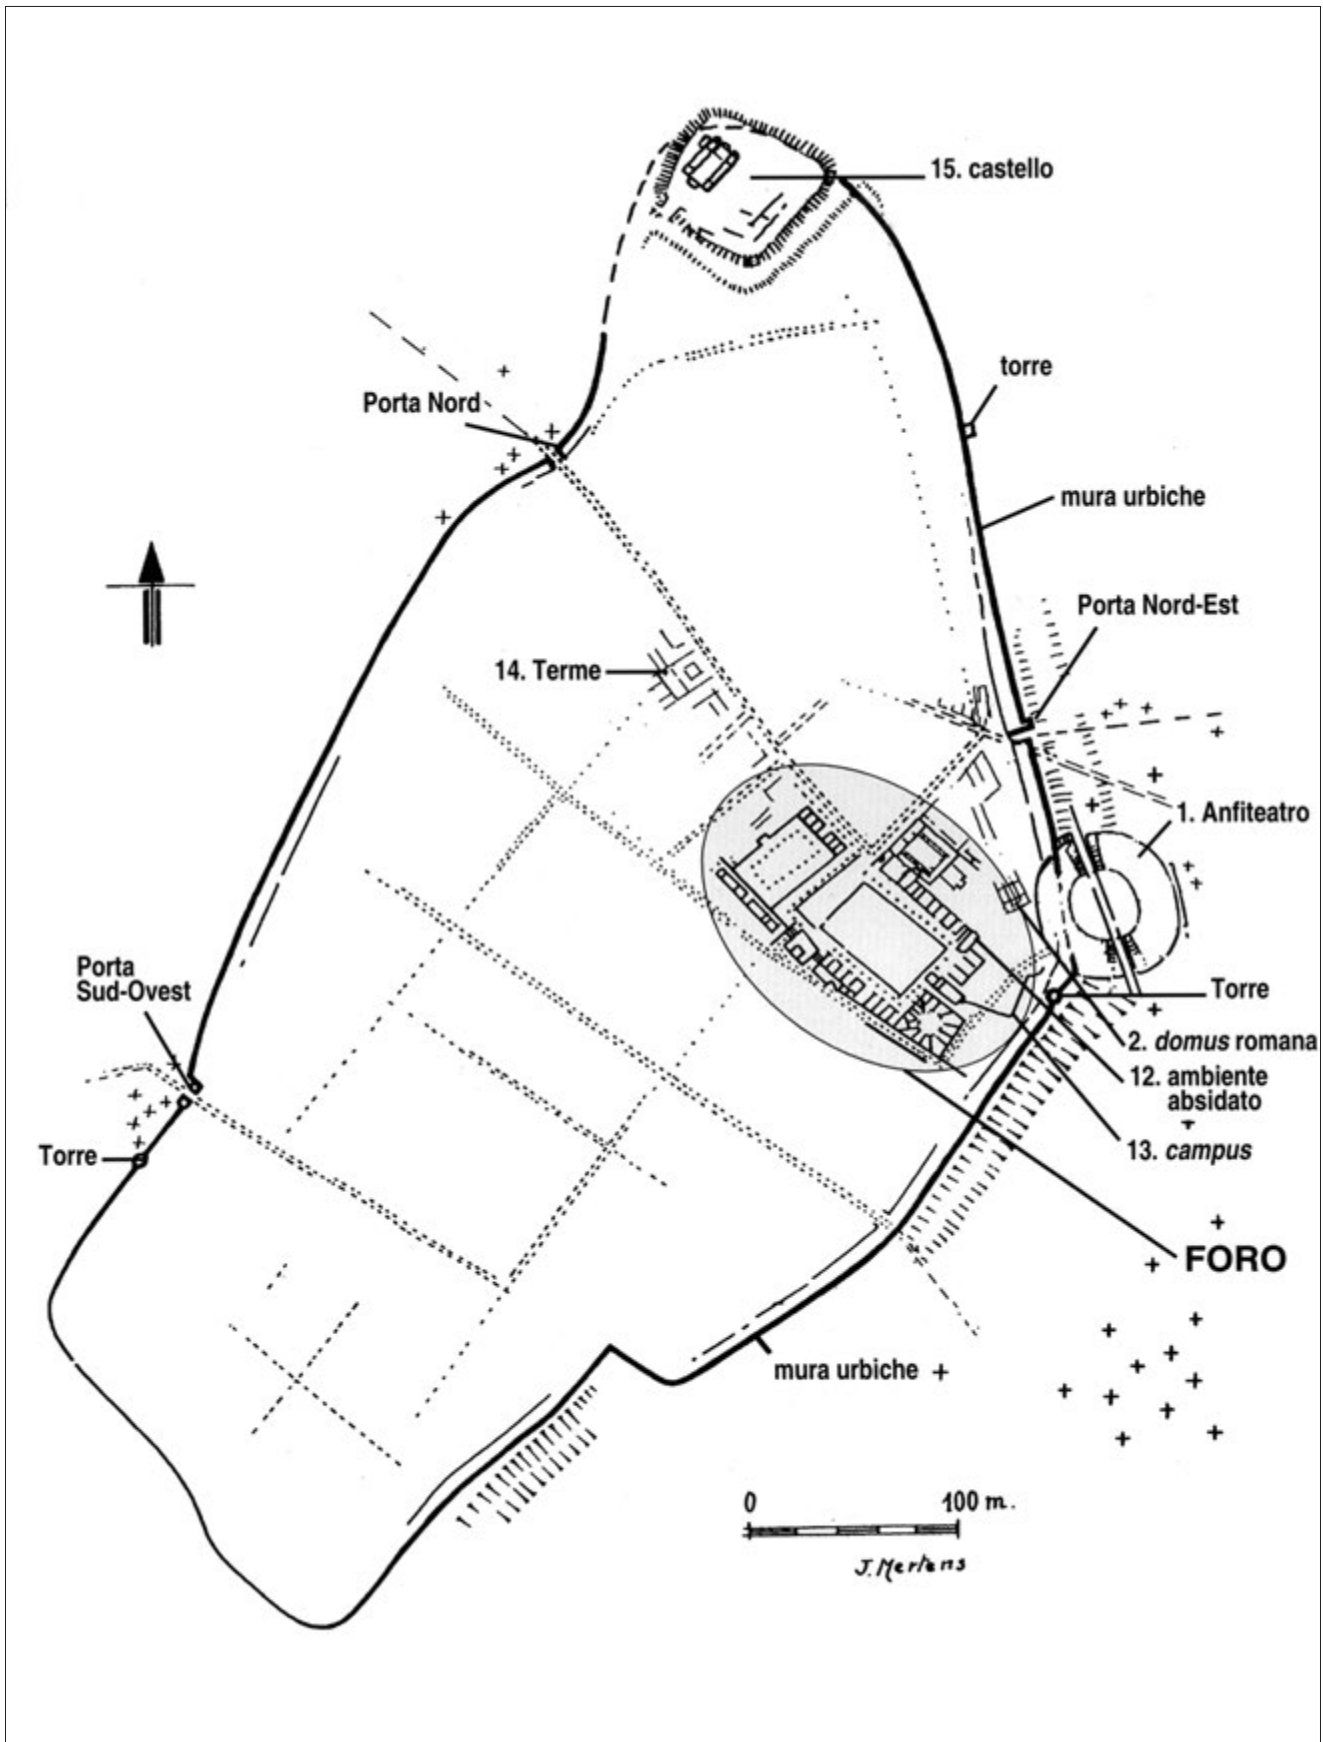 15. castello
torre
Porta Nord
mura urbiche
Porta Nord-Est
14. Terme
1. Anfiteatro
Porta
Sud-Ovest
Torre
2. domus romana
12. ambiente
absidato
13. campus
Torre
FORO
mura urbiche
0 100 m.
J. Mertens